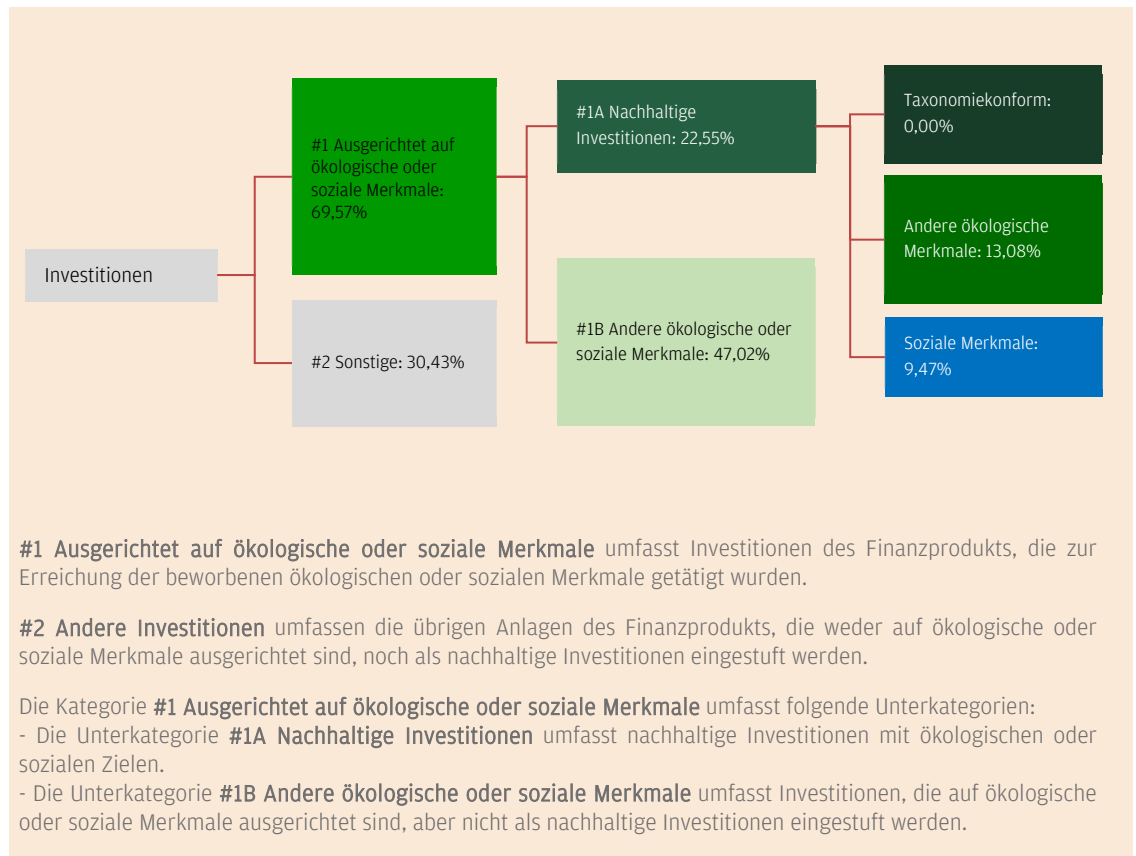 Investitionen
#1 Ausgerichtet auf
ökologische oder
soziale Merkmale:
69,57%
#2 Sonstige: 30,43%
#1A Nachhaltige
Investitionen: 22,55%
#1B Andere ökologische oder
soziale Merkmale: 47,02%
Taxonomiekonform:
0,00%
Andere ökologische
Merkmale: 13,08%
Soziale Merkmale:
9,47%
#1 Ausgerichtet auf ökologische oder soziale Merkmale umfasst Investitionen des Finanzprodukts, die zur
Erreichung der beworbenen ökologischen oder sozialen Merkmale getätigt wurden.
#2 Andere Investitionen umfassen die übrigen Anlagen des Finanzprodukts, die weder auf ökologische oder
soziale Merkmale ausgerichtet sind, noch als nachhaltige Investitionen eingestuft werden.
Die Kategorie #1 Ausgerichtet auf ökologische oder soziale Merkmale umfasst folgende Unterkategorien:
- Die Unterkategorie #1A Nachhaltige Investitionen umfasst nachhaltige Investitionen mit ökologischen oder
sozialen Zielen.
- Die Unterkategorie #1B Andere ökologische oder soziale Merkmale umfasst Investitionen, die auf ökologische
oder soziale Merkmale ausgerichtet sind, aber nicht als nachhaltige Investitionen eingestuft werden.